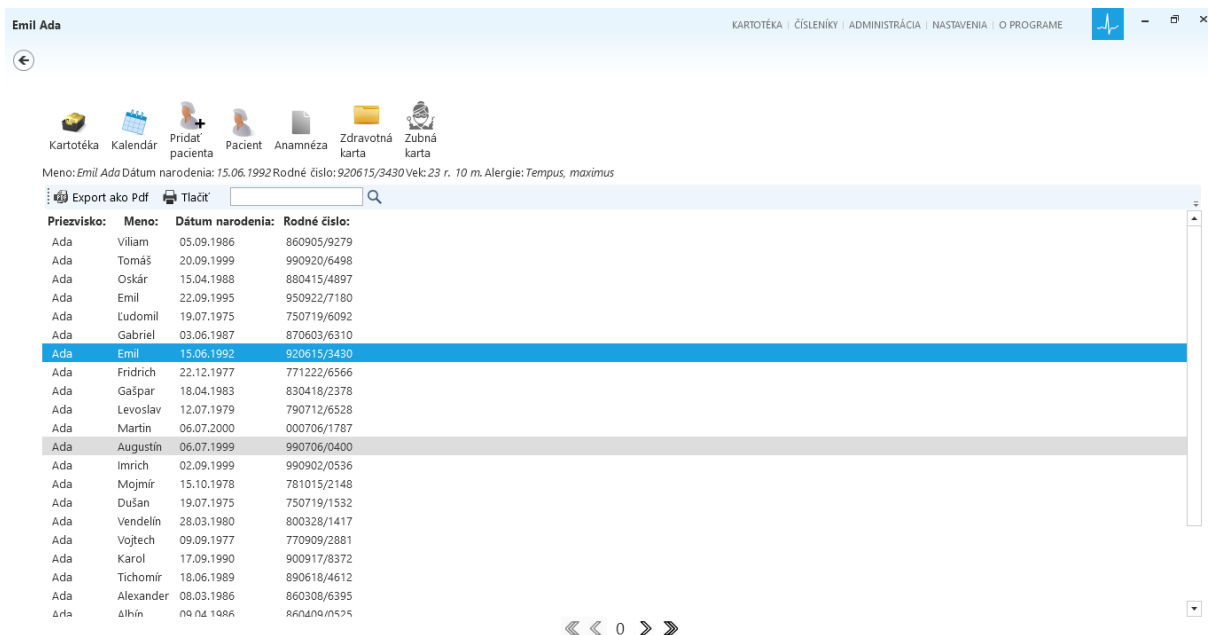 Emil Ada
KARTOTÉKA | ČÍSLENÍKY | ADMINISTRÁCIA | NASTAVENIA | O PROGRAME
Kartotéka Kalendár Pridať pacienta Pacient Anamnéza Zdravotná karta Zubná karta
Meno: Emil Ada Dátum narodenia: 15.06.1992 Rodné číslo: 920615/3430 Vek: 23 r. 10 m. Alergie: Tempus, maximus
Export ako Pdf Tlačiť
Priezvisko: Meno: Dátum narodenia: Rodné číslo:
Ada Viliam 05.09.1986 860905/9279
Ada Tomáš 20.09.1999 990920/6498
Ada Oskár 15.04.1988 880415/4897
Ada Emil 22.09.1995 950922/7180
Ada Ľudomil 19.07.1975 750719/6092
Ada Gabriel 03.06.1987 870603/6310
Ada Emil 15.06.1992 920615/3430
Ada Fridrich 22.12.1977 771222/6566
Ada Gašpar 18.04.1983 830418/2378
Ada Levoslav 12.07.1979 790712/6528
Ada Martin 06.07.2000 000706/1787
Ada Augustín 06.07.1999 990706/0400
Ada Imrich 02.09.1999 990902/0536
Ada Mojmír 15.10.1978 781015/2148
Ada Dušan 19.07.1975 750719/1532
Ada Vendelín 28.03.1980 800328/1417
Ada Vojtech 09.09.1977 770909/2881
Ada Karol 17.09.1990 900917/8372
Ada Tichomír 18.06.1989 890618/4612
Ada Alexander 08.03.1986 860308/6395
Ada Albín 09.04.1986 860409/0525
0